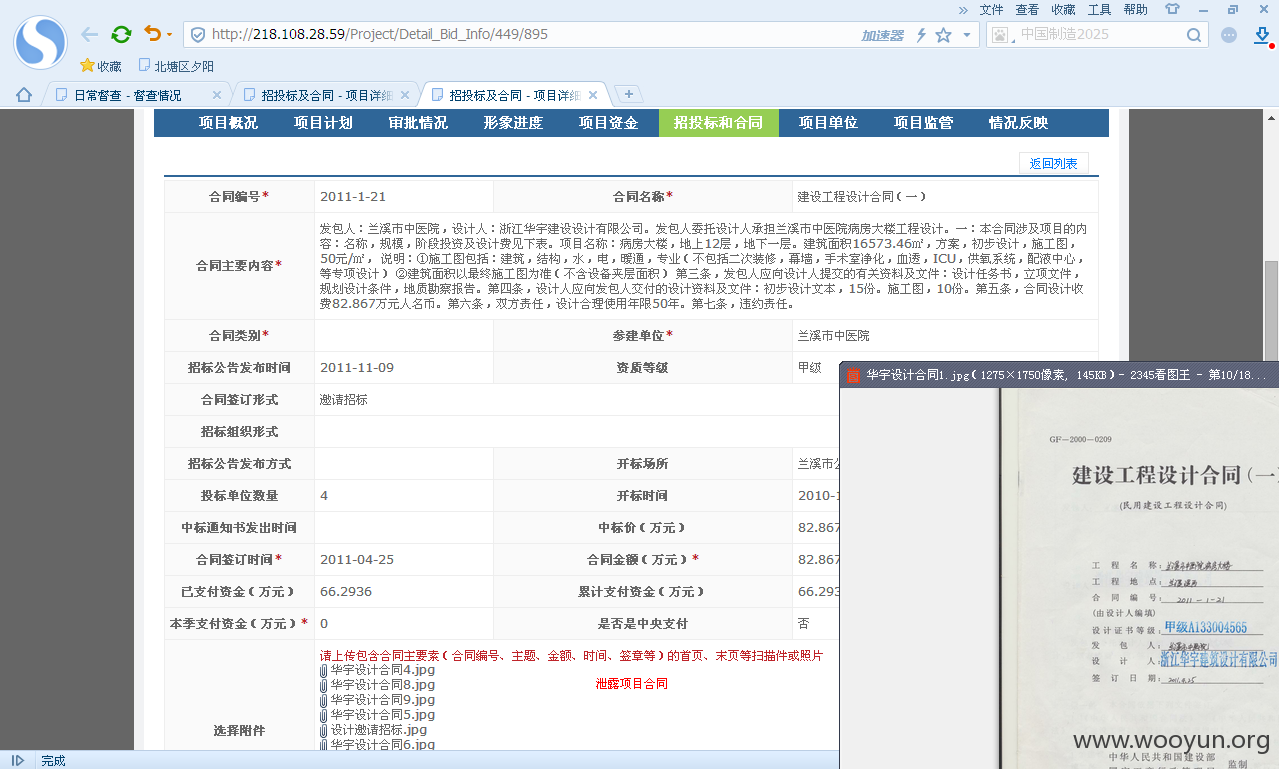 » 文件 查看 收藏 工具 帮助
http://218.108.28.59/Project/Detail_Bid_Info/449/895 加速器 中国制造2025
收藏 北塘区夕阳
日常督查 - 督查情况 招投标及合同 - 项目详细 招投标及合同 - 项目详细
项目概况 项目计划 审批情况 形象进度 项目资金 招投标和合同 项目单位 项目监管 情况反映
返回列表
合同编号* 2011-1-21 合同名称* 建设工程设计合同（一）
发包人：兰溪市中医院，设计人：浙江华宇建设设计有限公司。发包人委托设计人承担兰溪市中医院病房大楼工程设计。一：本合同涉及项目的内
容：名称，规模，阶段投资及设计费见下表。项目名称：病房大楼，地上12层，地下一层。建筑面积16573.46㎡，方案，初步设计，施工图，
合同主要内容* 50元/㎡， 说明：①施工图包括：建筑，结构，水，电，暖通，专业（不包括二次装修，幕墙，手术室净化，血透，ICU，供氧系统，配液中心，
等专项设计）②建筑面积以最终施工图为准（不含设备夹层面积） 第三条，发包人应向设计人提交的有关资料及文件：设计任务书，立项文件，
规划设计条件，地质勘察报告。第四条，设计人应向发包人交付的设计资料及文件：初步设计文本，15份。施工图，10份。第五条，合同设计收
费82.867万元人名币。第六条，双方责任，设计合理使用年限50年。第七条，违约责任。
合同类别* 参建单位* 兰溪市中医院
招标公告发布时间 2011-11-09 资质等级 甲级
合同签订形式 邀请招标
招标组织形式
招标公告发布方式 开标场所 兰溪市
投标单位数量 4 开标时间 2010-1
中标通知书发出时间 中标价（万元） 82.867
合同签订时间* 2011-04-25 合同金额（万元）* 82.867
已支付资金（万元） 66.2936 累计支付资金（万元） 66.293
本季支付资金（万元）* 0 是否是中央支付 否
请上传包含合同主要素（合同编号、主题、金额、时间、签章等）的首页、末页等扫描件或照片
华宇设计合同4.jpg
华宇设计合同8.jpg
泄露项目合同
华宇设计合同9.jpg
华宇设计合同5.jpg
选择附件 设计邀请招标.jpg
华宇设计合同6.jpg
完成
华宇设计合同1.jpg（1275×1750像素, 145KB）- 2345看图王 - 第10/18...
GF—2000—0209
建设工程设计合同(一
(民用建设工程设计合同)
工 程 名 称: 兰溪市中医院病房大楼
工 程 地 点: 兰溪
合 同 编 号: 2011-1-21
(由设计人编填)
设计证书等级: 甲级A133004565
发 包 人:
设 计 人: 浙江华宇建筑设计有限公司
签 订 日 期: 2011.4.25
www.wooyun.org
中华人民共和国建设部
监制